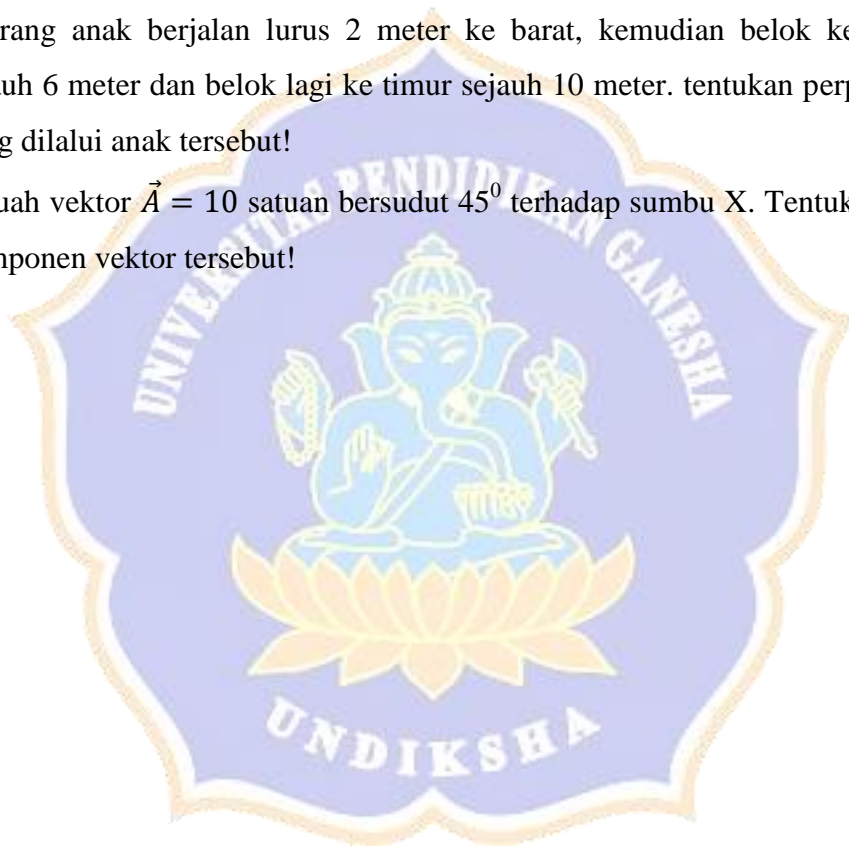 rang anak berjalan lurus 2 meter ke barat, kemudian belok ke
uh 6 meter dan belok lagi ke timur sejauh 10 meter. tentukan perp
g dilalui anak tersebut!
uah vektor A⃗ = 10 satuan bersudut 45⁰ terhadap sumbu X. Tentuk
nponen vektor tersebut!
UNIVERSITAS PENDIDIKAN GANESHA
UNDIKSHA